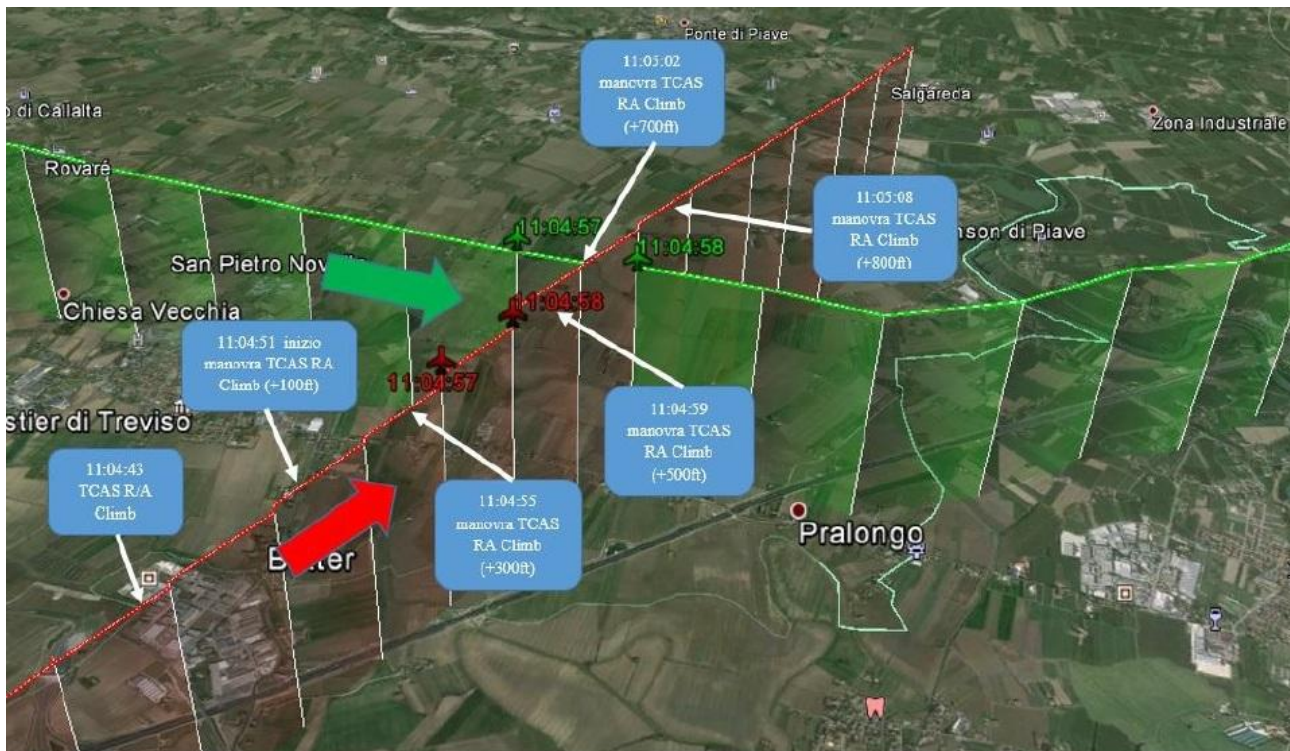 Ponte di Piave
11:05:02
manovra TCAS
RA Climb
(+700ft)
Salgareda
o di Callalta
Zona Industriale
Rovaré
11:05:08
manovra TCAS
RA Climb
(+800ft)
11:04:57
nson di Piave
11:04:58
San Pietro
Chiesa Vecchia
11:04:58
11:04:51 inizio
manovra TCAS RA
Climb (+100ft)
11:04:57
11:04:59
manovra TCAS
RA Climb
(+500ft)
stier di Treviso
11:04:43
TCAS R/A
Climb
11:04:55
manovra TCAS
RA Climb
(+300ft)
Pralongo